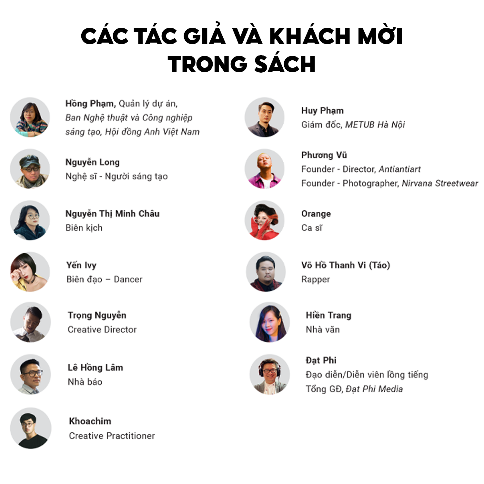 CÁC TÁC GIẢ VÀ KHÁCH MỜI
TRONG SÁCH
Hồng Phạm, Quản lý dự án,
Ban Nghệ thuật và Công nghiệp
sáng tạo, Hội đồng Anh Việt Nam
Nguyễn Long
Nghệ sĩ - Người sáng tạo
Nguyễn Thị Minh Châu
Biên kịch
Yến Ivy
Biên đạo – Dancer
Trọng Nguyễn
Creative Director
Lê Hồng Lâm
Nhà báo
Khoachim
Creative Practitioner
Huy Phạm
Giám đốc, METUB Hà Nội
Phương Vũ
Founder - Director, Antiantiart
Founder - Photographer, Nirvana Streetwear
Orange
Ca sĩ
Võ Hồ Thanh Vi (Táo)
Rapper
Hiền Trang
Nhà văn
Đạt Phi
Đạo diễn/Diễn viên lồng tiếng
Tổng GĐ, Đạt Phi Media